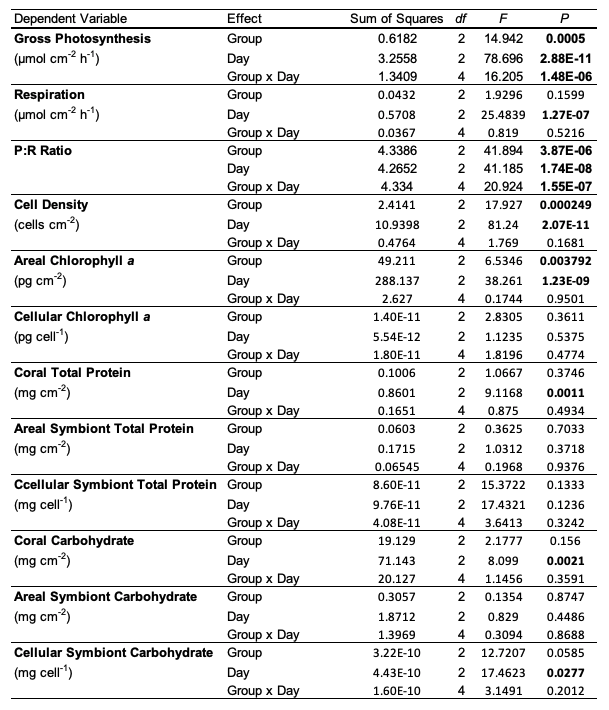 Dependent Variable Effect Sum of Squares df F P
Gross Photosynthesis Group 0.6182 2 14.942 0.0005
(µmol cm⁻² h⁻¹) Day 3.2558 2 78.696 2.88E-11
Group x Day 1.3409 4 16.205 1.48E-06
Respiration Group 0.0432 2 1.9296 0.1599
(µmol cm⁻² h⁻¹) Day 0.5708 2 25.4839 1.27E-07
Group x Day 0.0367 4 0.819 0.5216
P:R Ratio Group 4.3386 2 41.894 3.87E-06
Day 4.2652 2 41.185 1.74E-08
Group x Day 4.334 4 20.924 1.55E-07
Cell Density Group 2.4141 2 17.927 0.000249
(cells cm⁻²) Day 10.9398 2 81.24 2.07E-11
Group x Day 0.4764 4 1.769 0.1681
Areal Chlorophyll a Group 49.211 2 6.5346 0.003792
(pg cm⁻²) Day 288.137 2 38.261 1.23E-09
Group x Day 2.627 4 0.1744 0.9501
Cellular Chlorophyll a Group 1.40E-11 2 2.8305 0.3611
(pg cell⁻¹) Day 5.54E-12 2 1.1235 0.5375
Group x Day 1.80E-11 4 1.8196 0.4774
Coral Total Protein Group 0.1006 2 1.0667 0.3746
(mg cm⁻²) Day 0.8601 2 9.1168 0.0011
Group x Day 0.1651 4 0.875 0.4934
Areal Symbiont Total Protein Group 0.0603 2 0.3625 0.7033
(mg cm⁻²) Day 0.1715 2 1.0312 0.3718
Group x Day 0.06545 4 0.1968 0.9376
Ccellular Symbiont Total Protein Group 8.60E-11 2 15.3722 0.1333
(mg cell⁻¹) Day 9.76E-11 2 17.4321 0.1236
Group x Day 4.08E-11 4 3.6413 0.3242
Coral Carbohydrate Group 19.129 2 2.1777 0.156
(mg cm⁻²) Day 71.143 2 8.099 0.0021
Group x Day 20.127 4 1.1456 0.3591
Areal Symbiont Carbohydrate Group 0.3057 2 0.1354 0.8747
(mg cm⁻²) Day 1.8712 2 0.829 0.4486
Group x Day 1.3969 4 0.3094 0.8688
Cellular Symbiont Carbohydrate Group 3.22E-10 2 12.7207 0.0585
(mg cell⁻¹) Day 4.43E-10 2 17.4623 0.0277
Group x Day 1.60E-10 4 3.1491 0.2012